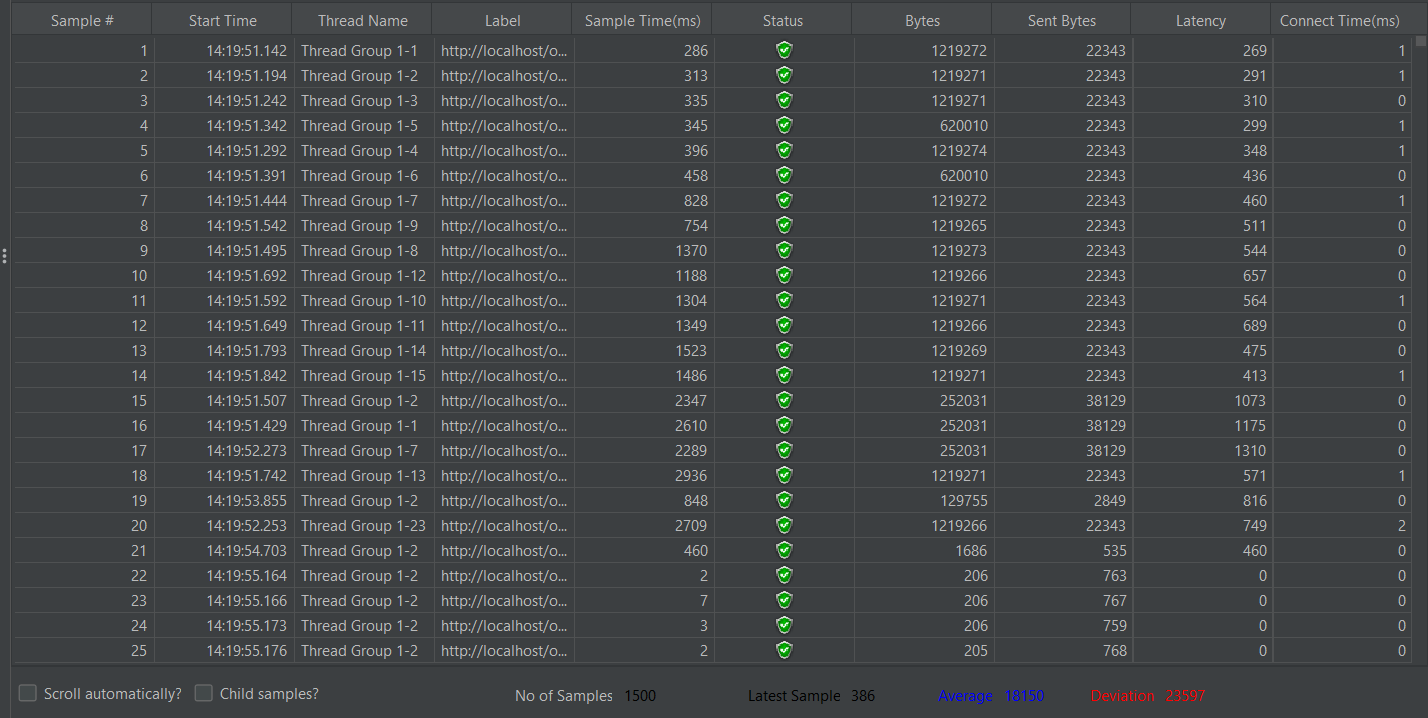 Sample # Start Time Thread Name Label Sample Time(ms) Status Bytes Sent Bytes Latency Connect Time(ms)
1 14:19:51.142 Thread Group 1-1 http://localhost/o... 286 1219272 22343 269 1
2 14:19:51.194 Thread Group 1-2 http://localhost/o... 313 1219271 22343 291 1
3 14:19:51.242 Thread Group 1-3 http://localhost/o... 335 1219271 22343 310 0
4 14:19:51.342 Thread Group 1-5 http://localhost/o... 345 620010 22343 299 1
5 14:19:51.292 Thread Group 1-4 http://localhost/o... 396 1219274 22343 348 1
6 14:19:51.391 Thread Group 1-6 http://localhost/o... 458 620010 22343 436 0
7 14:19:51.444 Thread Group 1-7 http://localhost/o... 828 1219272 22343 460 1
8 14:19:51.542 Thread Group 1-9 http://localhost/o... 754 1219265 22343 511 0
9 14:19:51.495 Thread Group 1-8 http://localhost/o... 1370 1219273 22343 544 0
10 14:19:51.692 Thread Group 1-12 http://localhost/o... 1188 1219266 22343 657 0
11 14:19:51.592 Thread Group 1-10 http://localhost/o... 1304 1219271 22343 564 1
12 14:19:51.649 Thread Group 1-11 http://localhost/o... 1349 1219266 22343 689 0
13 14:19:51.793 Thread Group 1-14 http://localhost/o... 1523 1219269 22343 475 0
14 14:19:51.842 Thread Group 1-15 http://localhost/o... 1486 1219271 22343 413 1
15 14:19:51.507 Thread Group 1-2 http://localhost/o... 2347 252031 38129 1073 0
16 14:19:51.429 Thread Group 1-1 http://localhost/o... 2610 252031 38129 1175 0
17 14:19:52.273 Thread Group 1-7 http://localhost/o... 2289 252031 38129 1310 0
18 14:19:51.742 Thread Group 1-13 http://localhost/o... 2936 1219271 22343 571 1
19 14:19:53.855 Thread Group 1-2 http://localhost/o... 848 129755 2849 816 0
20 14:19:52.253 Thread Group 1-23 http://localhost/o... 2709 1219266 22343 749 2
21 14:19:54.703 Thread Group 1-2 http://localhost/o... 460 1686 535 460 0
22 14:19:55.164 Thread Group 1-2 http://localhost/o... 2 206 763 0 0
23 14:19:55.166 Thread Group 1-2 http://localhost/o... 7 206 767 0 0
24 14:19:55.173 Thread Group 1-2 http://localhost/o... 3 206 759 0 0
25 14:19:55.176 Thread Group 1-2 http://localhost/o... 2 205 768 0 0
Scroll automatically? Child samples? No of Samples 1500 Latest Sample 386 Average 18150 Deviation 23597